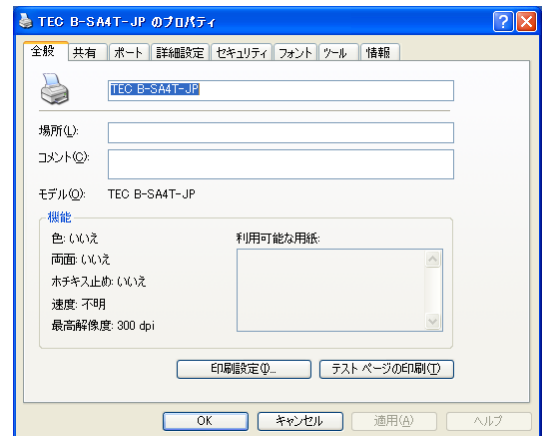 TEC B-SA4T-JP のプロパティ
全般 共有 ポート 詳細設定 セキュリティ フォント ツール 情報
TEC B-SA4T-JP
場所(L):
コメント(C):
モデル(O): TEC B-SA4T-JP
機能
色: いいえ 利用可能な用紙:
両面: いいえ
ホチキス止め: いいえ
速度: 不明
最高解像度: 300 dpi
印刷設定(I)... テスト ページの印刷(T)
OK キャンセル 適用(A) ヘルプ